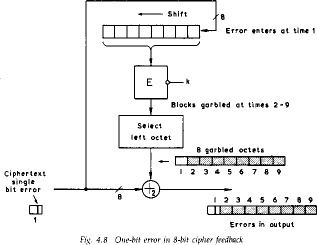 Shift
8
Error enters at time 1
E
k
Blocks garbled at times 2-9
Select
left octet
8 garbled octets
1 2 3 4 5 6 7 8 9
Ciphertext
single
bit error
1
8
2
1 2 3 4 5 6 7 8 9
Errors in output
Fig. 4.8 One-bit error in 8-bit cipher feedback